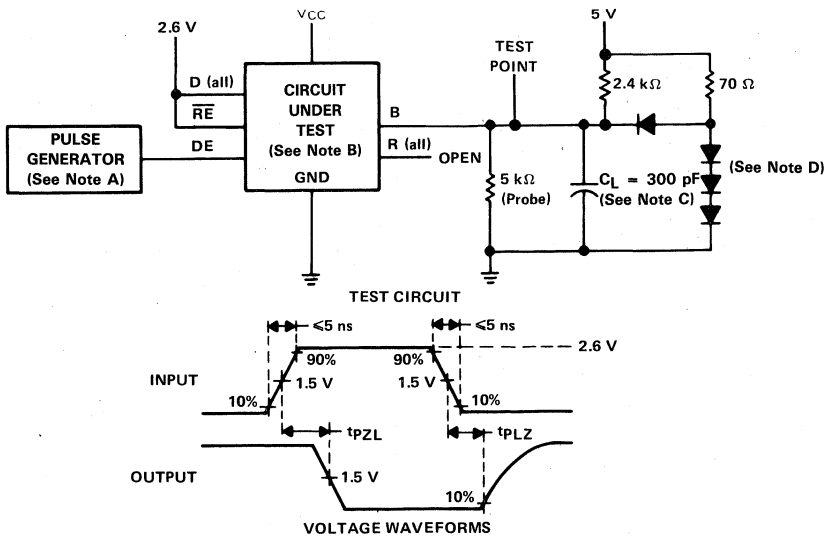 VCC
5 V
2.6 V
TEST
POINT
D (all)
CIRCUIT
UNDER
TEST
(See Note B)
GND
2.4 kΩ
70 Ω
RE
B
PULSE
GENERATOR
(See Note A)
DE
R (all)
OPEN
(See Note D)
5 kΩ
(Probe)
CL = 300 pF
(See Note C)
TEST CIRCUIT
≤5 ns
≤5 ns
2.6 V
90%
90%
INPUT
1.5 V
1.5 V
10%
10%
tPZL
tPLZ
OUTPUT
1.5 V
10%
VOLTAGE WAVEFORMS